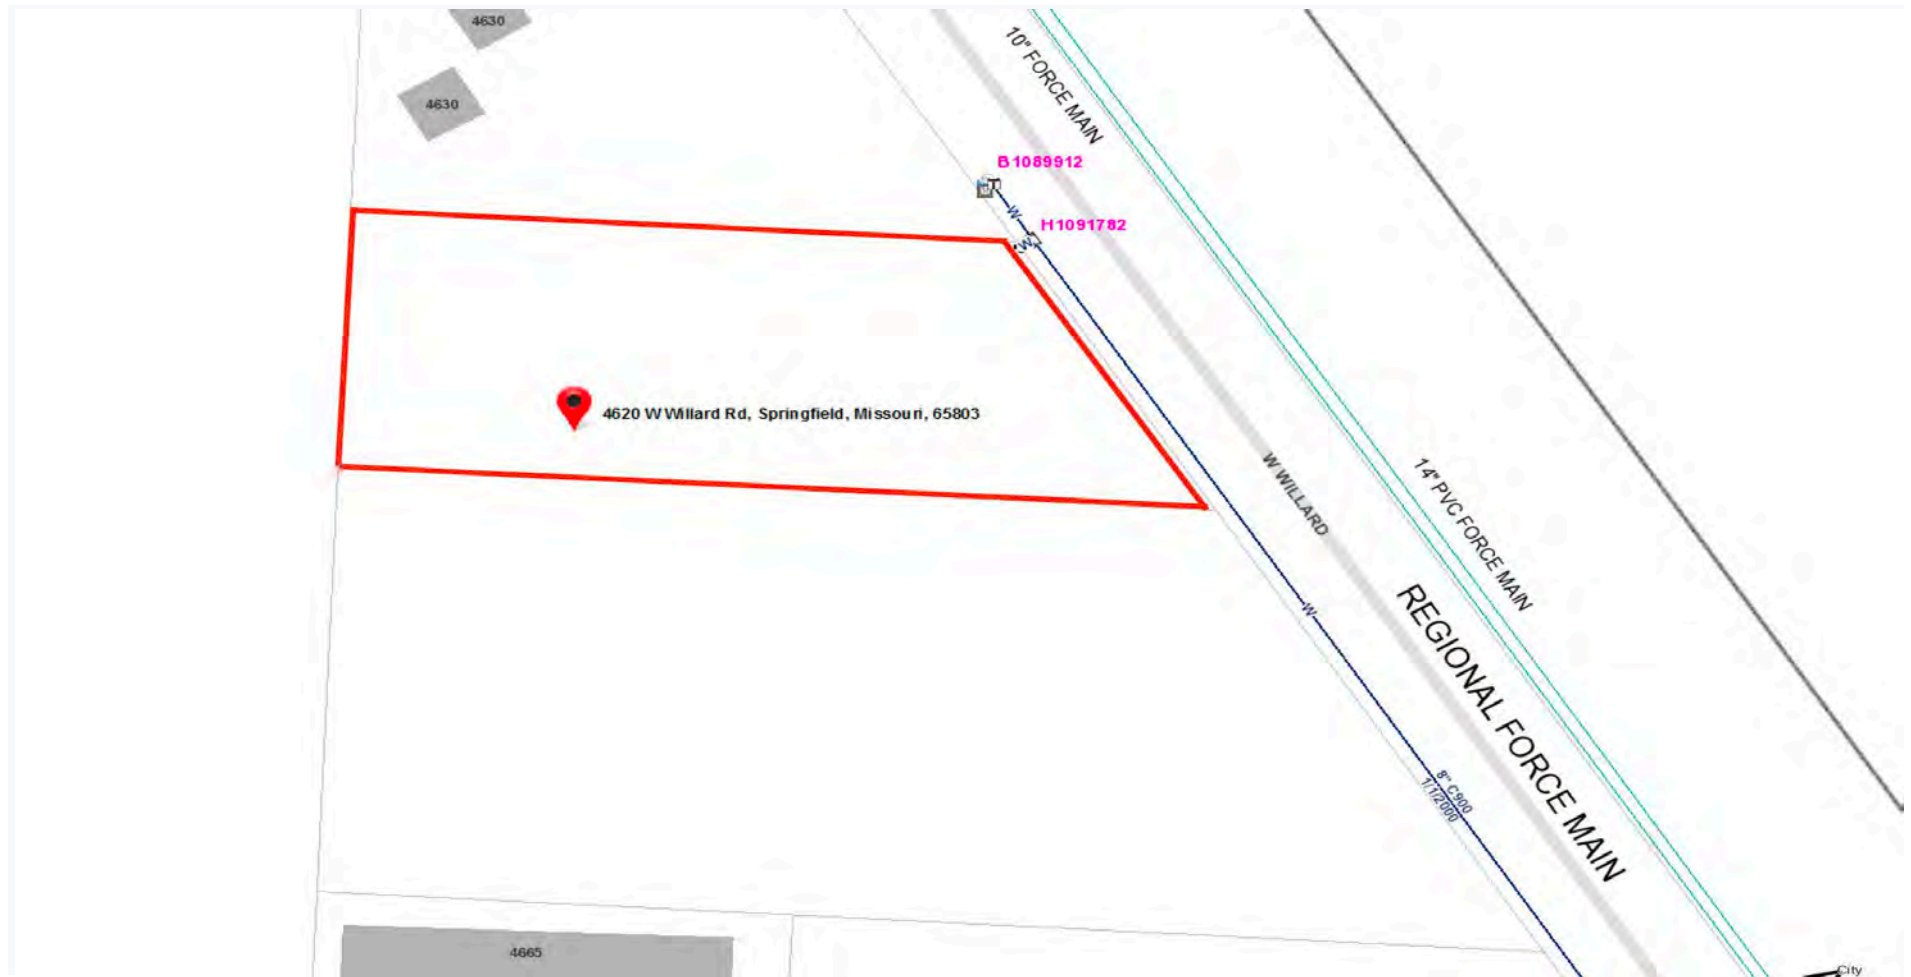 4630
10" FORCE MAIN
4630
B1089912
W
H1091782
W
4620 W Willard Rd, Springfield, Missouri, 65803
W WILLARD
14" PVC FORCE MAIN
W
REGIONAL FORCE MAIN
8" C900
1/1/2000
4665
City